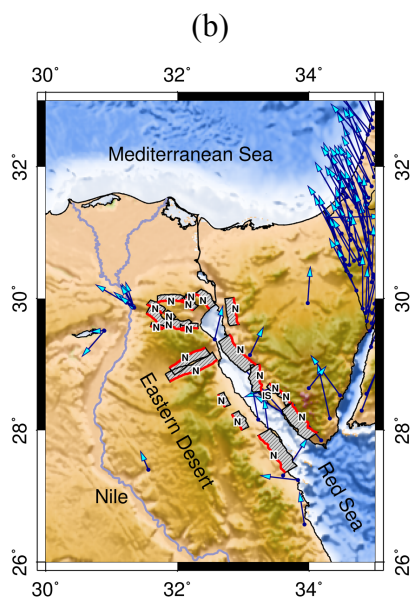 (b)
30° 32° 34°
Mediterranean Sea
32° 32°
30° 30°
N N N N N
N N N N N
N N
N N N
N N IS N
N N
N
Eastern Desert
28° 28°
Red Sea
Nile
26° 26°
30° 32° 34°